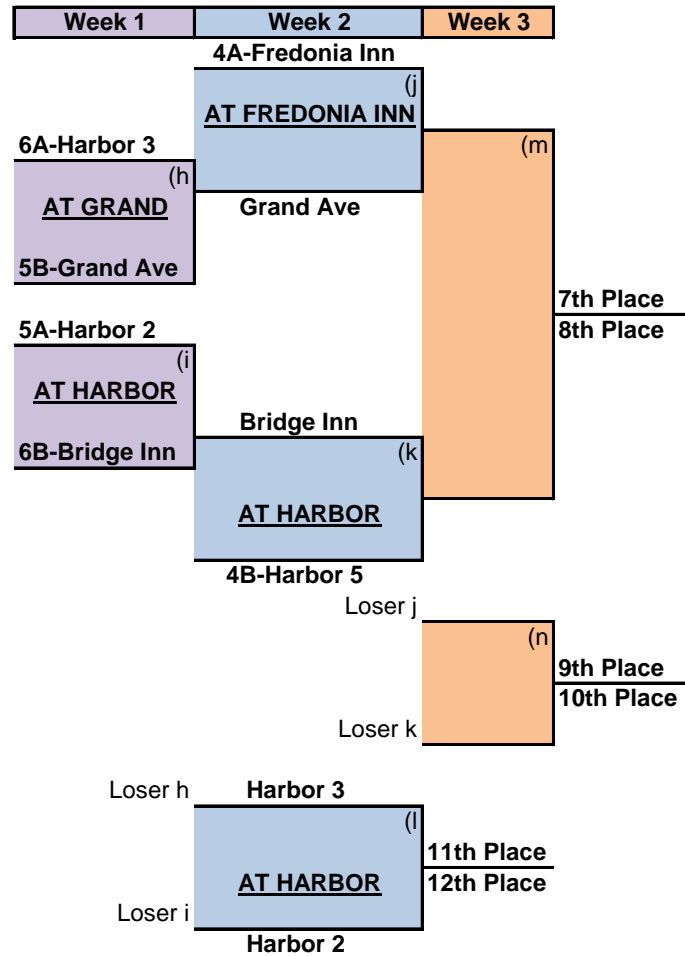 Week 1 Week 2 Week 3
4A-Fredonia Inn
(j
AT FREDONIA INN
6A-Harbor 3
(m
(h
AT GRAND
Grand Ave
5B-Grand Ave
7th Place
5A-Harbor 2
8th Place
(i
AT HARBOR
Bridge Inn
6B-Bridge Inn
(k
AT HARBOR
4B-Harbor 5
Loser j
(n
9th Place
10th Place
Loser k
Loser h
Harbor 3
(l
11th Place
AT HARBOR
12th Place
Loser i
Harbor 2